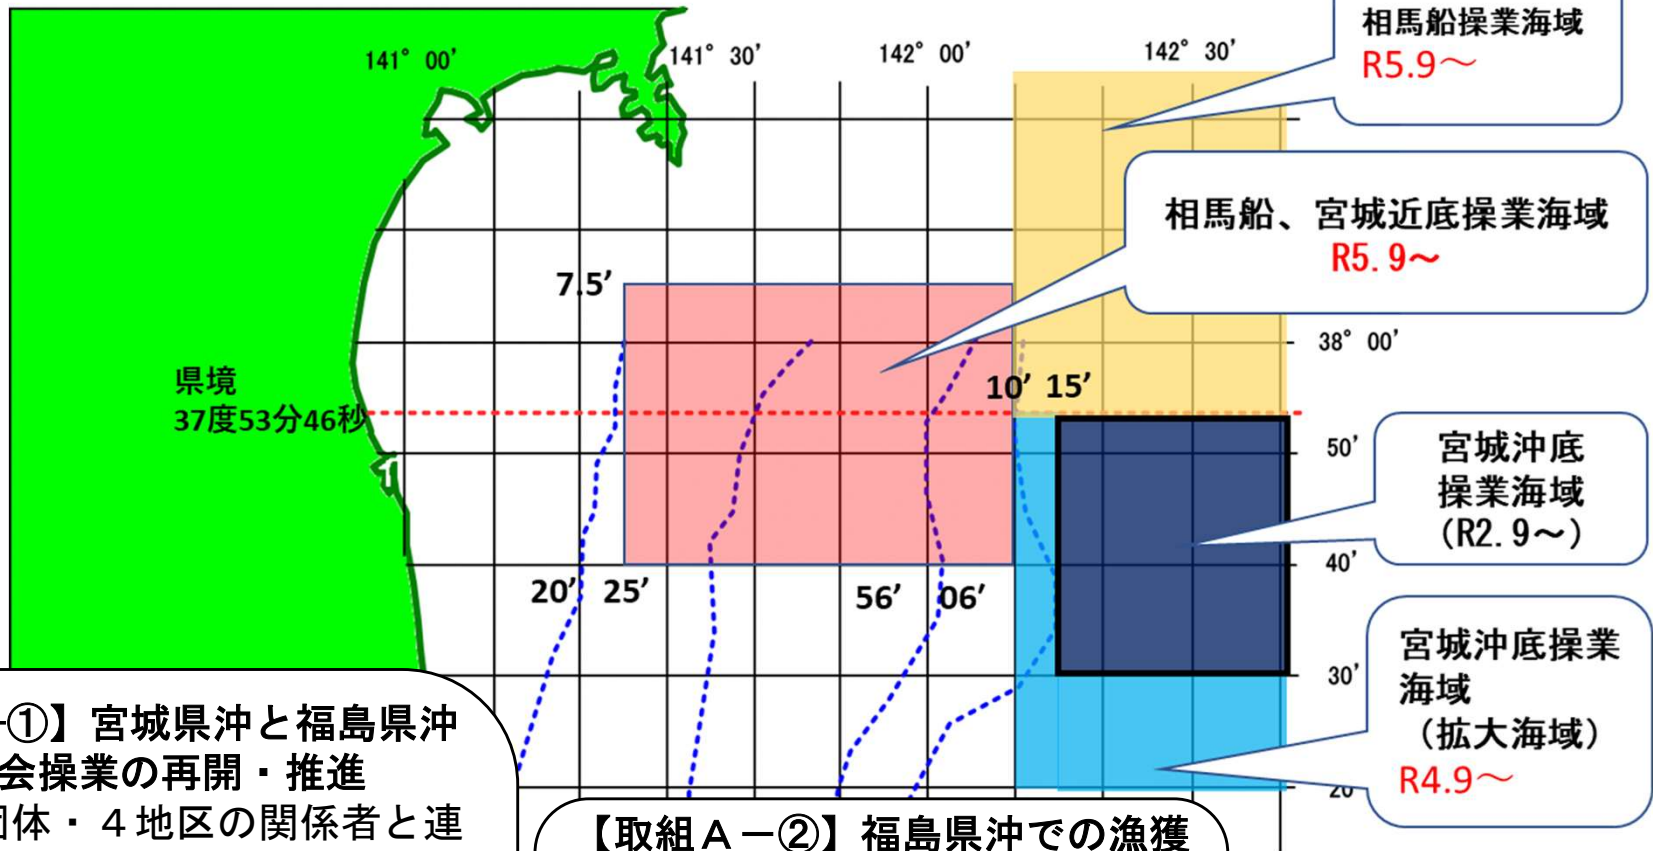 相馬船操業海域
R5.9～
141° 00′
141° 30′
142° 00′
142° 30′
相馬船、宮城近底操業海域
R5.9～
7.5’
38° 00′
県境
37度53分46秒
10’ 15’
50′
宮城沖底
操業海域
（R2.9～）
40′
20’ 25’
56’ 06’
30′
宮城沖底操業
海域
（拡大海域）
R4.9～
20′
－①】宮城県沖と福島県沖
会操業の再開・推進
団体・４地区の関係者と連
【取組Ａ－②】福島県沖での漁獲